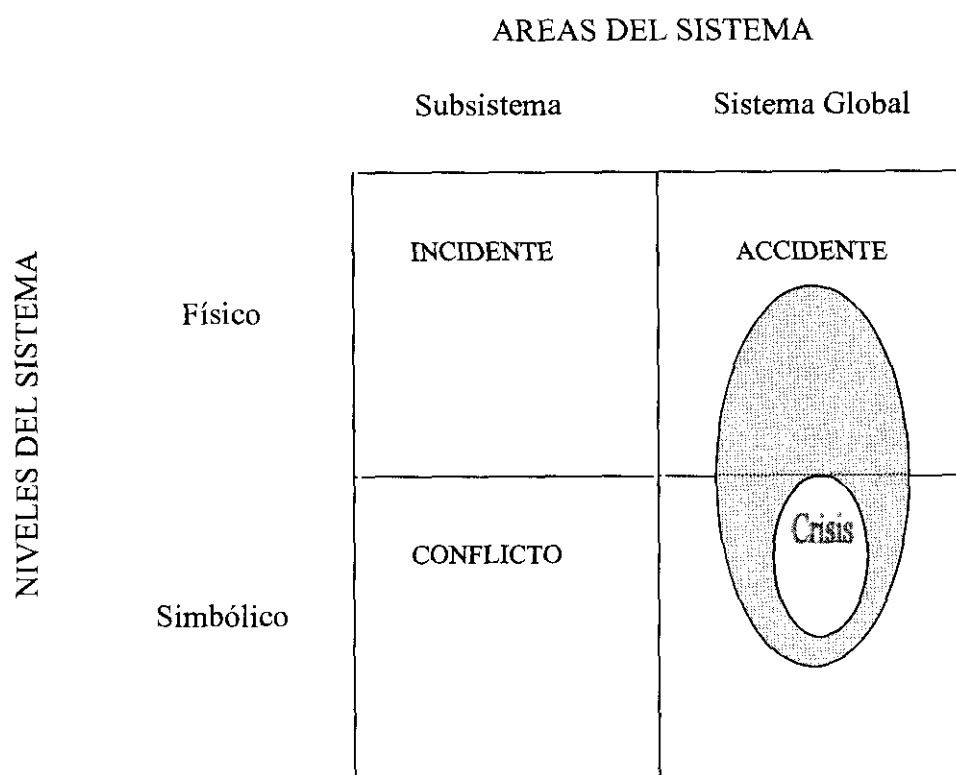 AREAS DEL SISTEMA
Subsistema Sistema Global
NIVELES DEL SISTEMA
INCIDENTE ACCIDENTE
Físico
Crisis
CONFLICTO
Simbólico